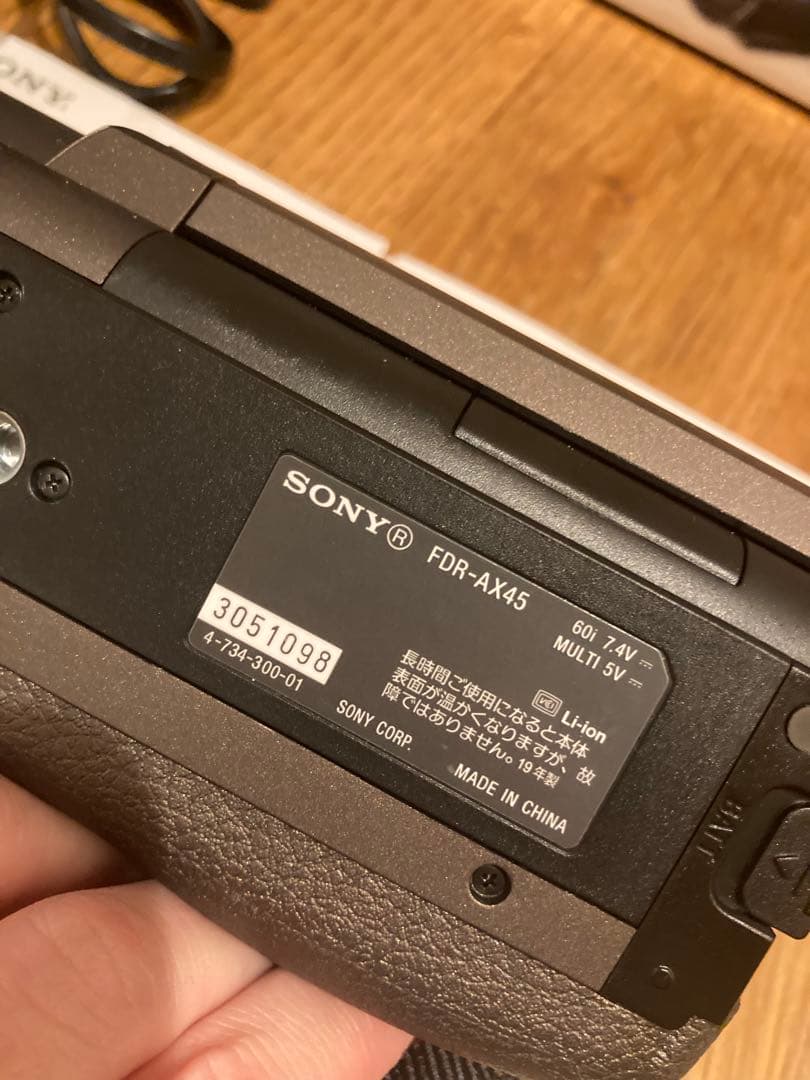 SONY
SONY® FDR-AX45
60i 7.4V ⎓
MULTI 5V ⎓
3051098
4-734-300-01
Li-ion
長時間ご使用になると本体
表面が温かくなりますが、故
障ではありません。19年製
SONY CORP.
MADE IN CHINA
BATT